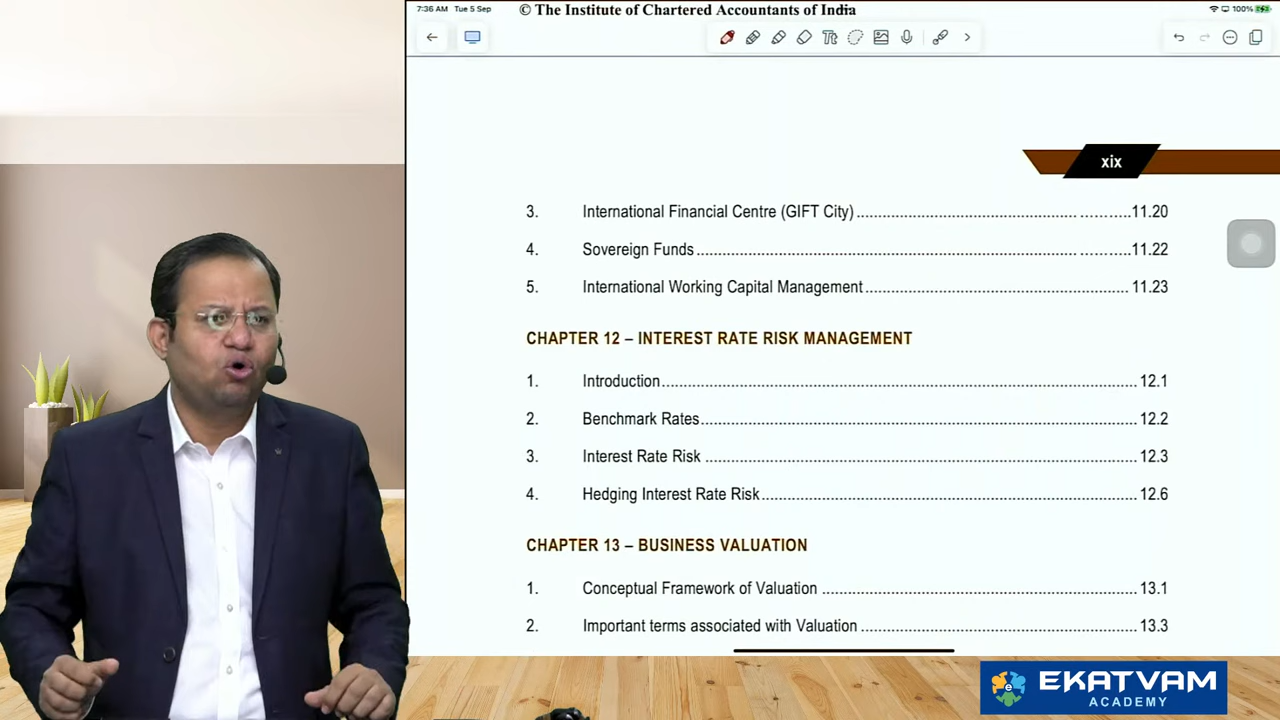 7:36 AM Tue 5 Sep
© The Institute of Chartered Accountants of India
100%
xix
3. International Financial Centre (GIFT City) 11.20
4. Sovereign Funds 11.22
5. International Working Capital Management 11.23
CHAPTER 12 – INTEREST RATE RISK MANAGEMENT
1. Introduction 12.1
2. Benchmark Rates 12.2
3. Interest Rate Risk 12.3
4. Hedging Interest Rate Risk 12.6
CHAPTER 13 – BUSINESS VALUATION
1. Conceptual Framework of Valuation 13.1
2. Important terms associated with Valuation 13.3
EKATVAM
ACADEMY